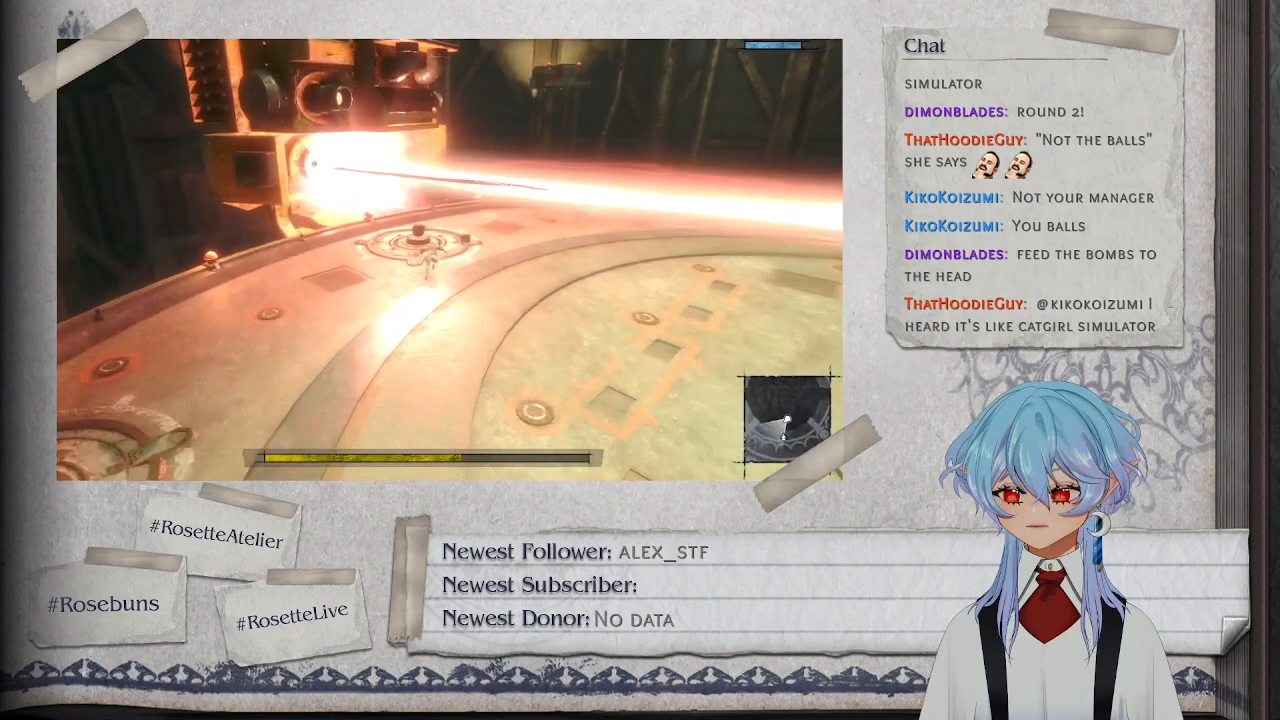 Chat
SIMULATOR
DIMONBLADES: ROUND 2!
THATHOODIEGUY: "NOT THE BALLS"
SHE SAYS
KIKOKOIZUMI: NOT YOUR MANAGER
KIKOKOIZUMI: YOU BALLS
DIMONBLADES: FEED THE BOMBS TO
THE HEAD
THATHOODIEGUY: @KIKOKOIZUMI I
HEARD IT'S LIKE CATGIRL SIMULATOR
#RosetteAtelier
#Rosebuns
#RosetteLive
Newest Follower: ALEX_STF
Newest Subscriber:
Newest Donor: NO DATA